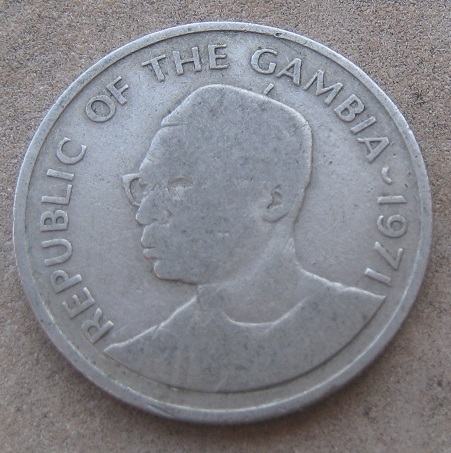 REPUBLIC OF THE GAMBIA ~ 1971